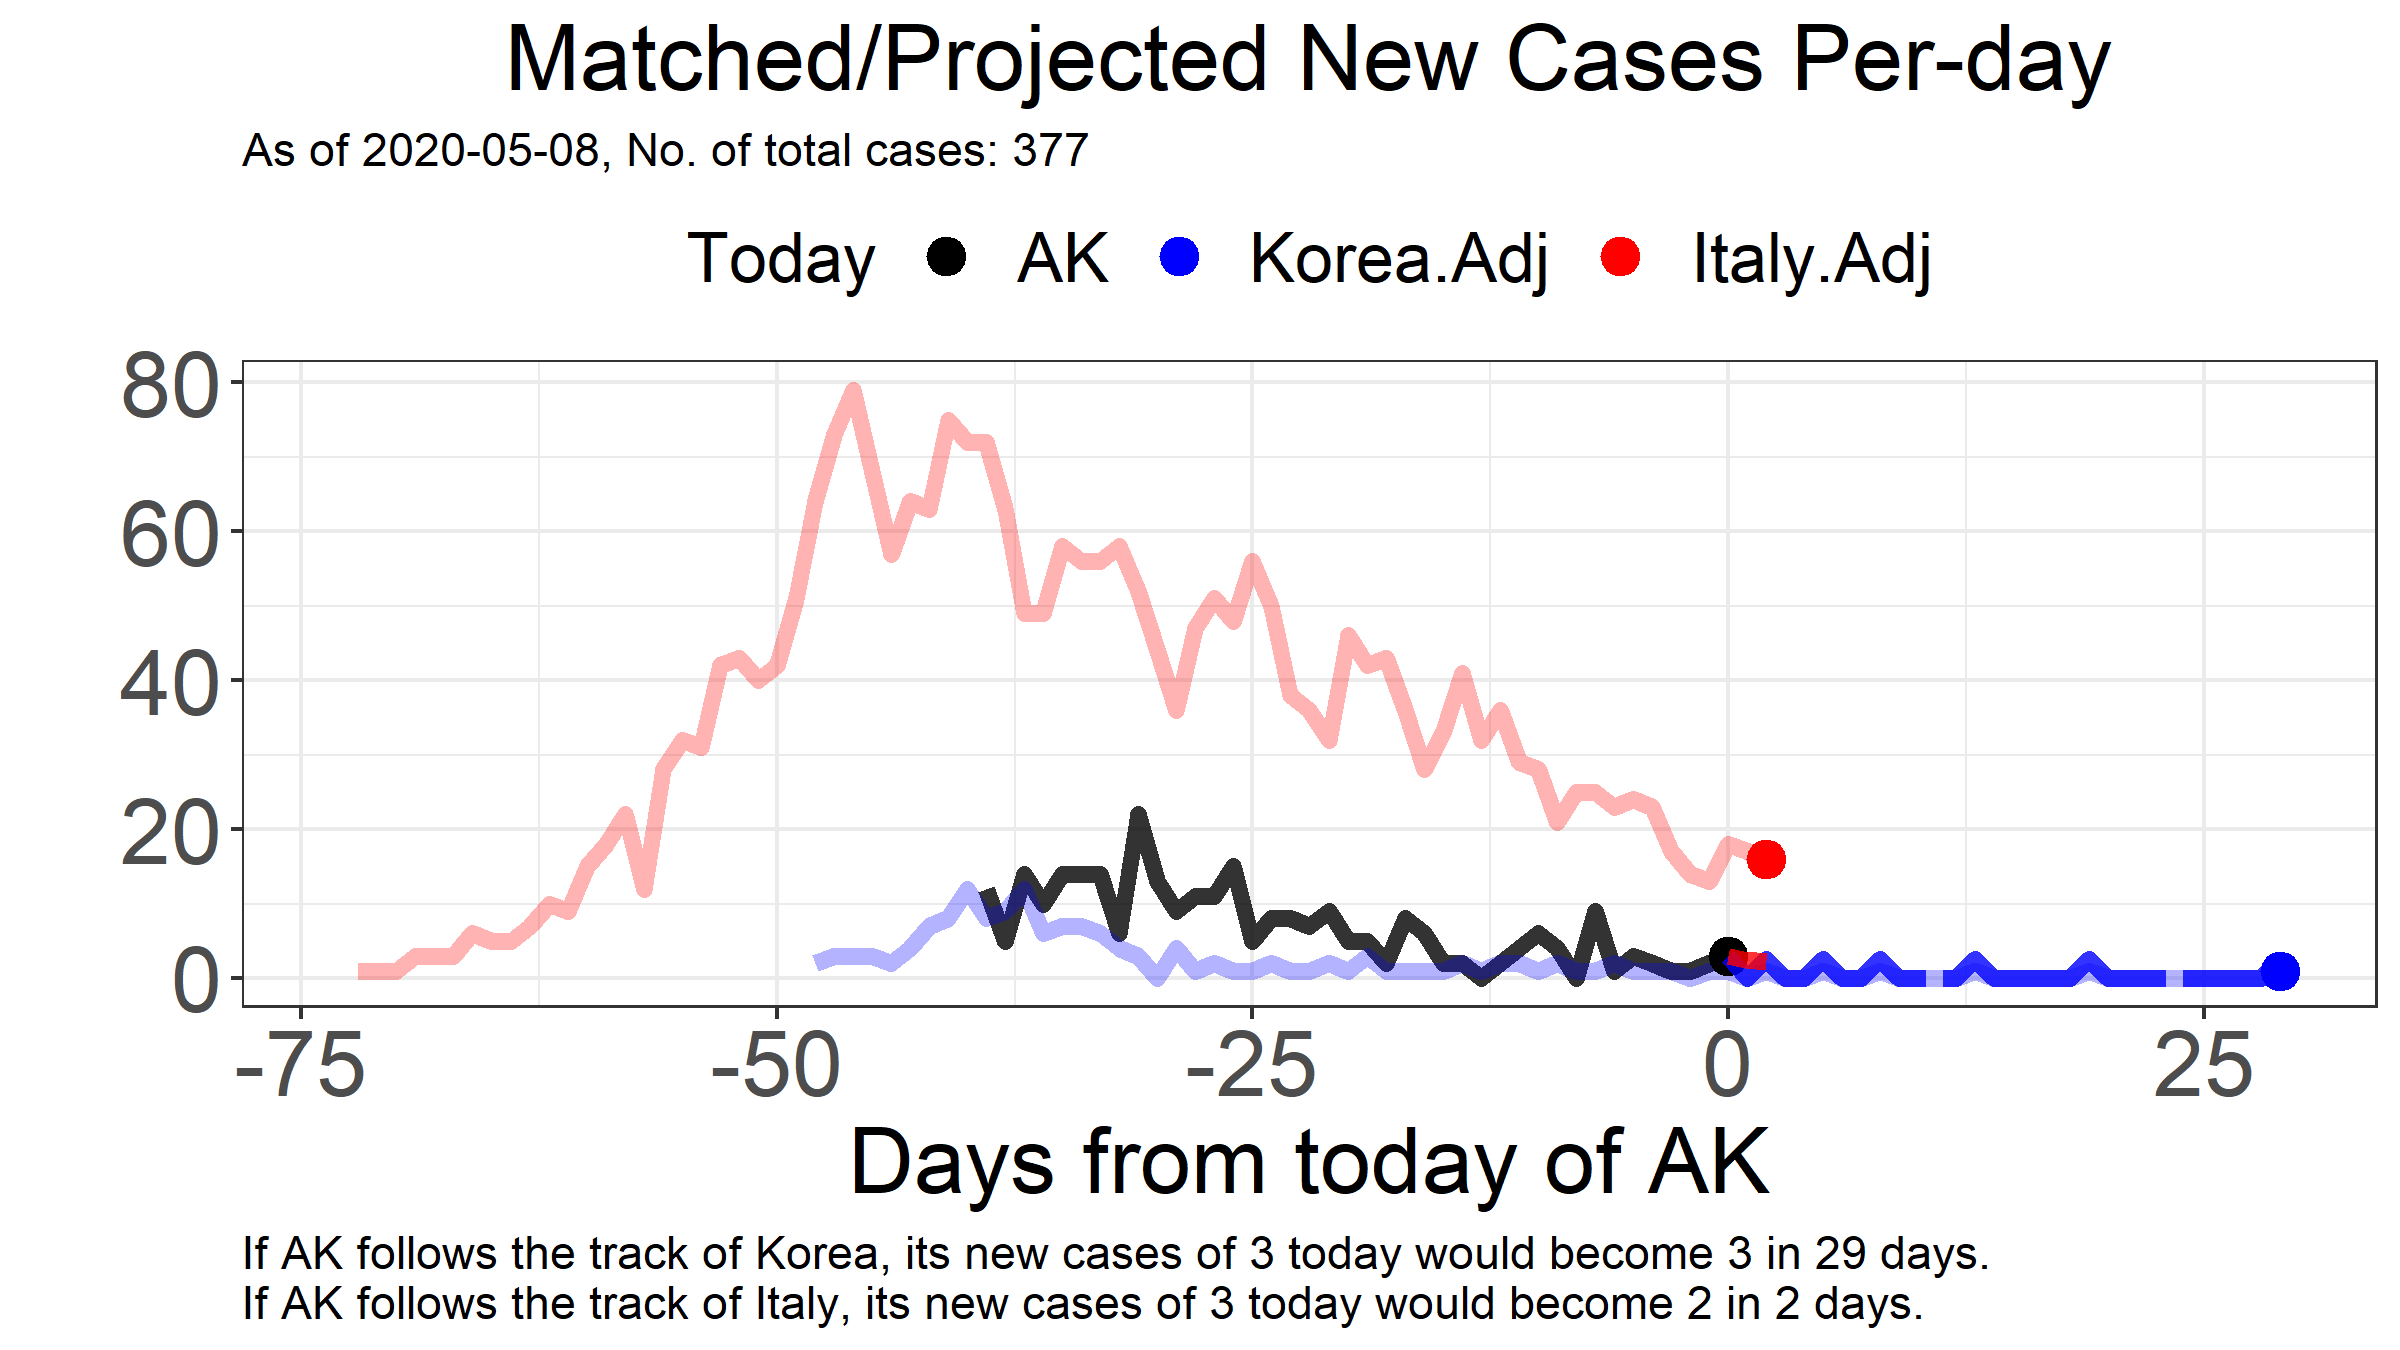 Matched/Projected New Cases Per-day
As of 2020-05-08, No. of total cases: 377
Today AK Korea.Adj Italy.Adj
80
60
40
20
0
-75 -50 -25 0 25
Days from today of AK
If AK follows the track of Korea, its new cases of 3 today would become 3 in 29 days.
If AK follows the track of Italy, its new cases of 3 today would become 2 in 2 days.